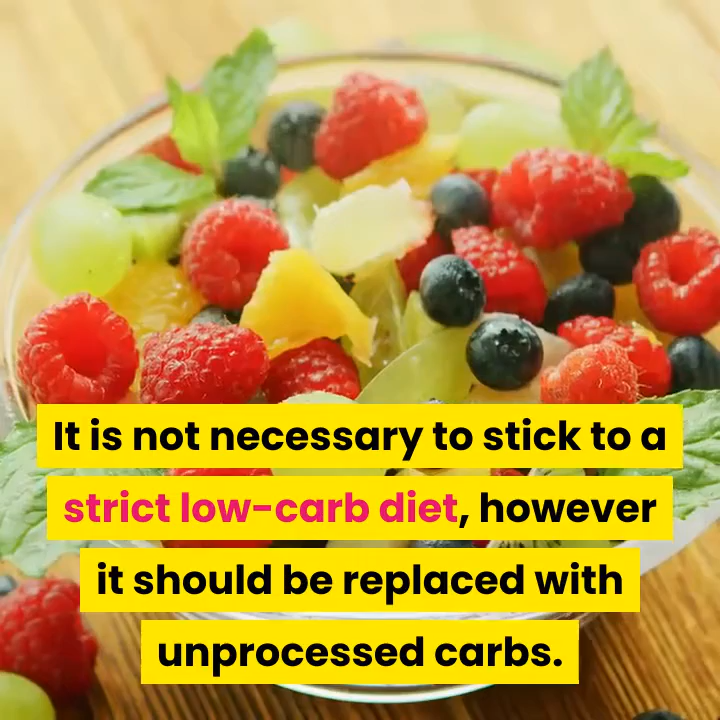 It is not necessary to stick to a
strict low-carb diet, however
it should be replaced with
unprocessed carbs.